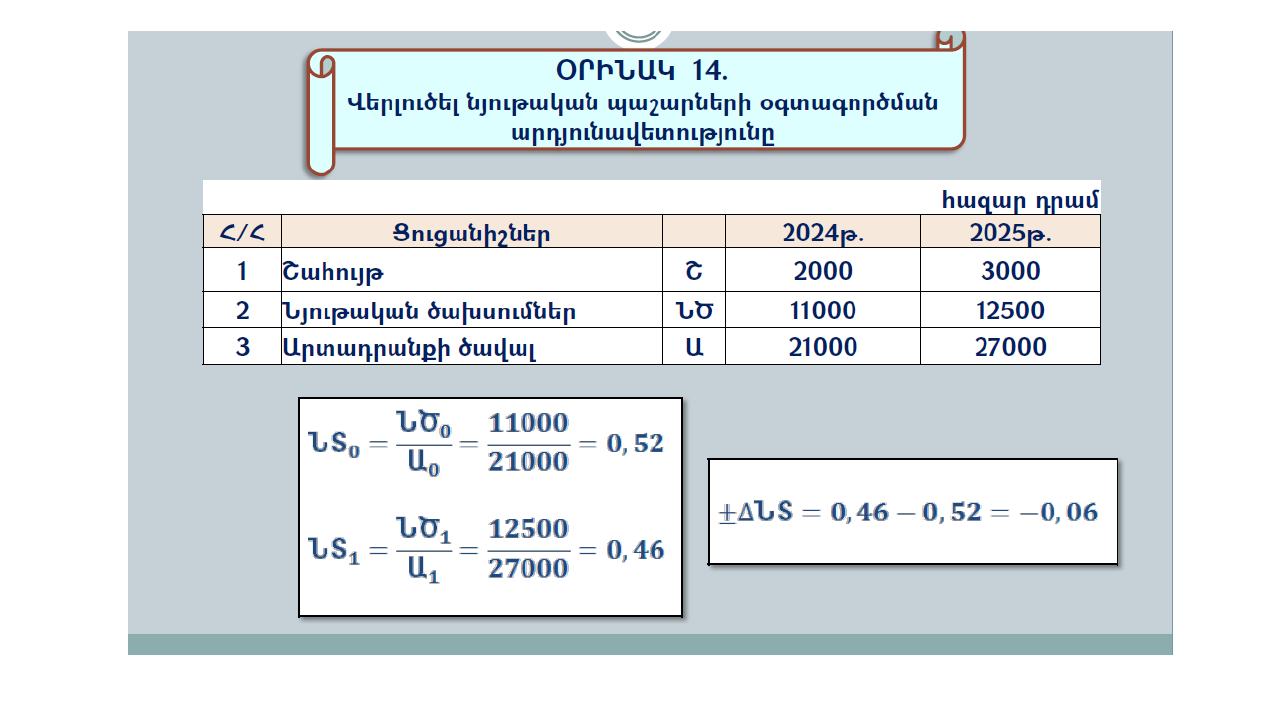 ՕՐԻՆԱԿ 14.
Վերլուծել նյութական պաշարների օգտագործման
արդյունավետությունը
հազար դրամ
Հ/Հ Ցուցանիշներ 2024թ. 2025թ.
1 Շահույթ Շ 2000 3000
2 Նյութական ծախսումներ ՆԾ 11000 12500
3 Արտադրանքի ծավալ Ա 21000 27000
ՆՏ₀ = ՆԾ₀/Ա₀ = 11000/21000 = 0,52
ՆՏ₁ = ՆԾ₁/Ա₁ = 12500/27000 = 0,46
±ΔՆՏ = 0,46 − 0,52 = −0,06